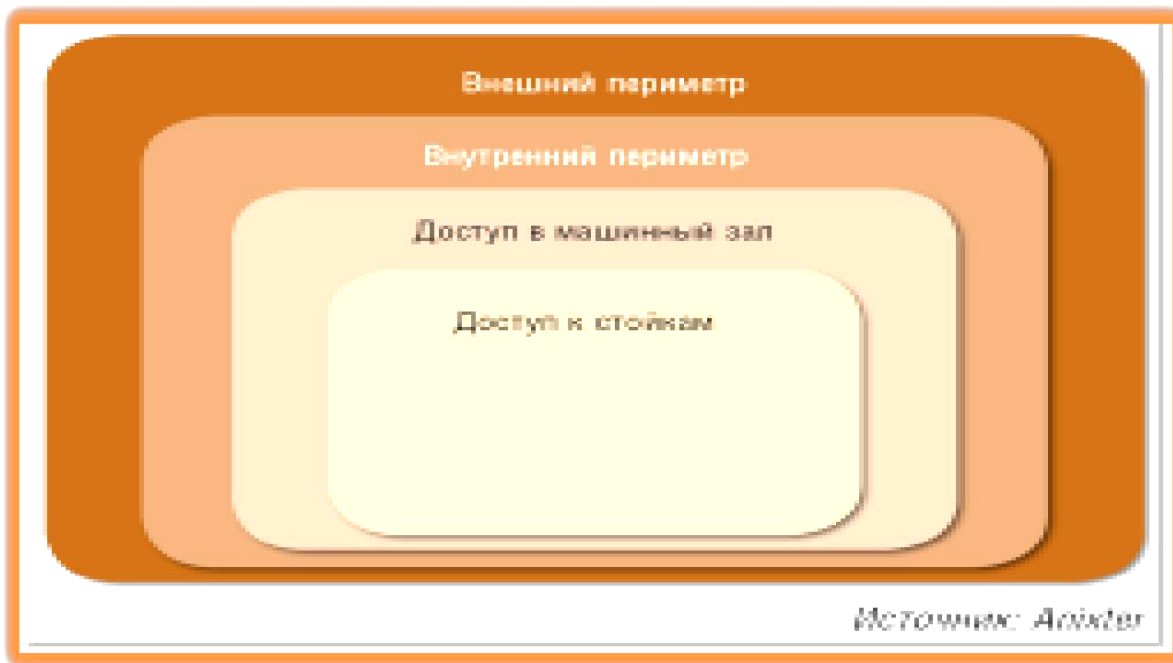 Внешний периметр
Внутренний периметр
Доступ в машинный зал
Доступ к стойкам
Источник: Anixter